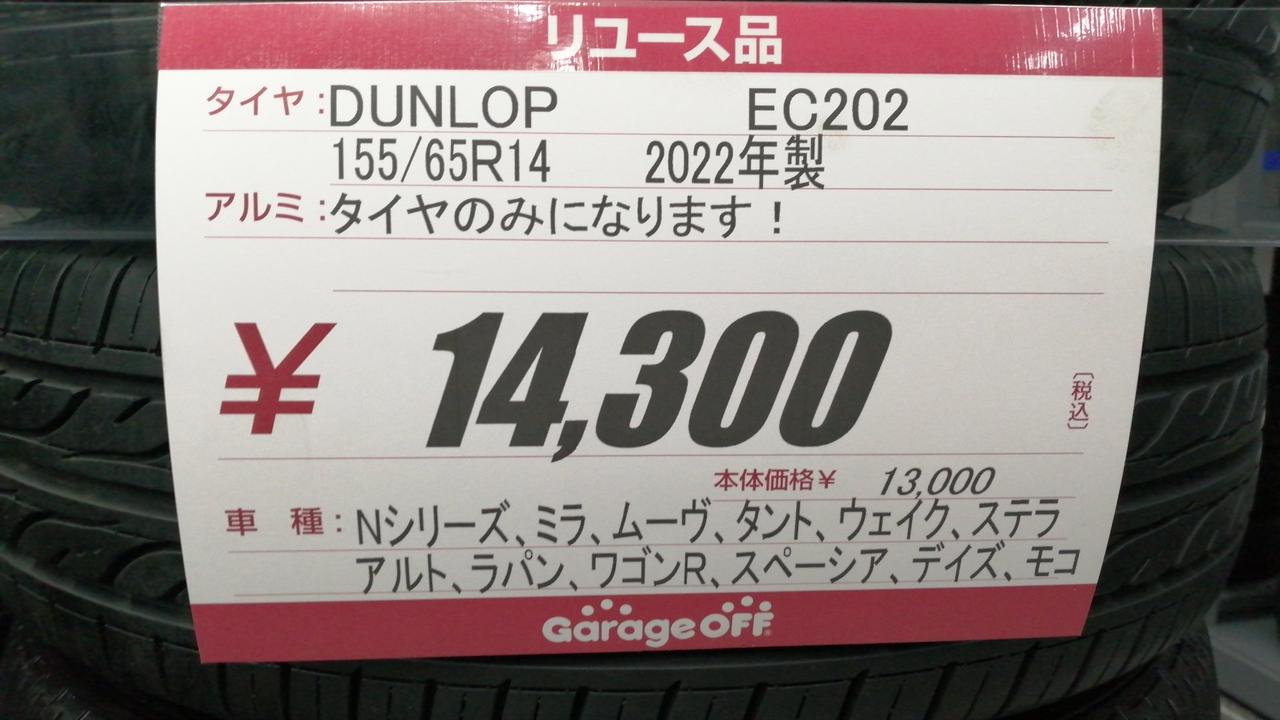 リユース品
タイヤ:DUNLOP EC202
155/65R14 2022年製
アルミ:タイヤのみになります！
¥ 14,300 〔税込〕
本体価格¥ 13,000
車種:Nシリーズ、ミラ、ムーヴ、タント、ウェイク、ステラ
アルト、ラパン、ワゴンR、スペーシア、デイズ、モコ
GarageOFF